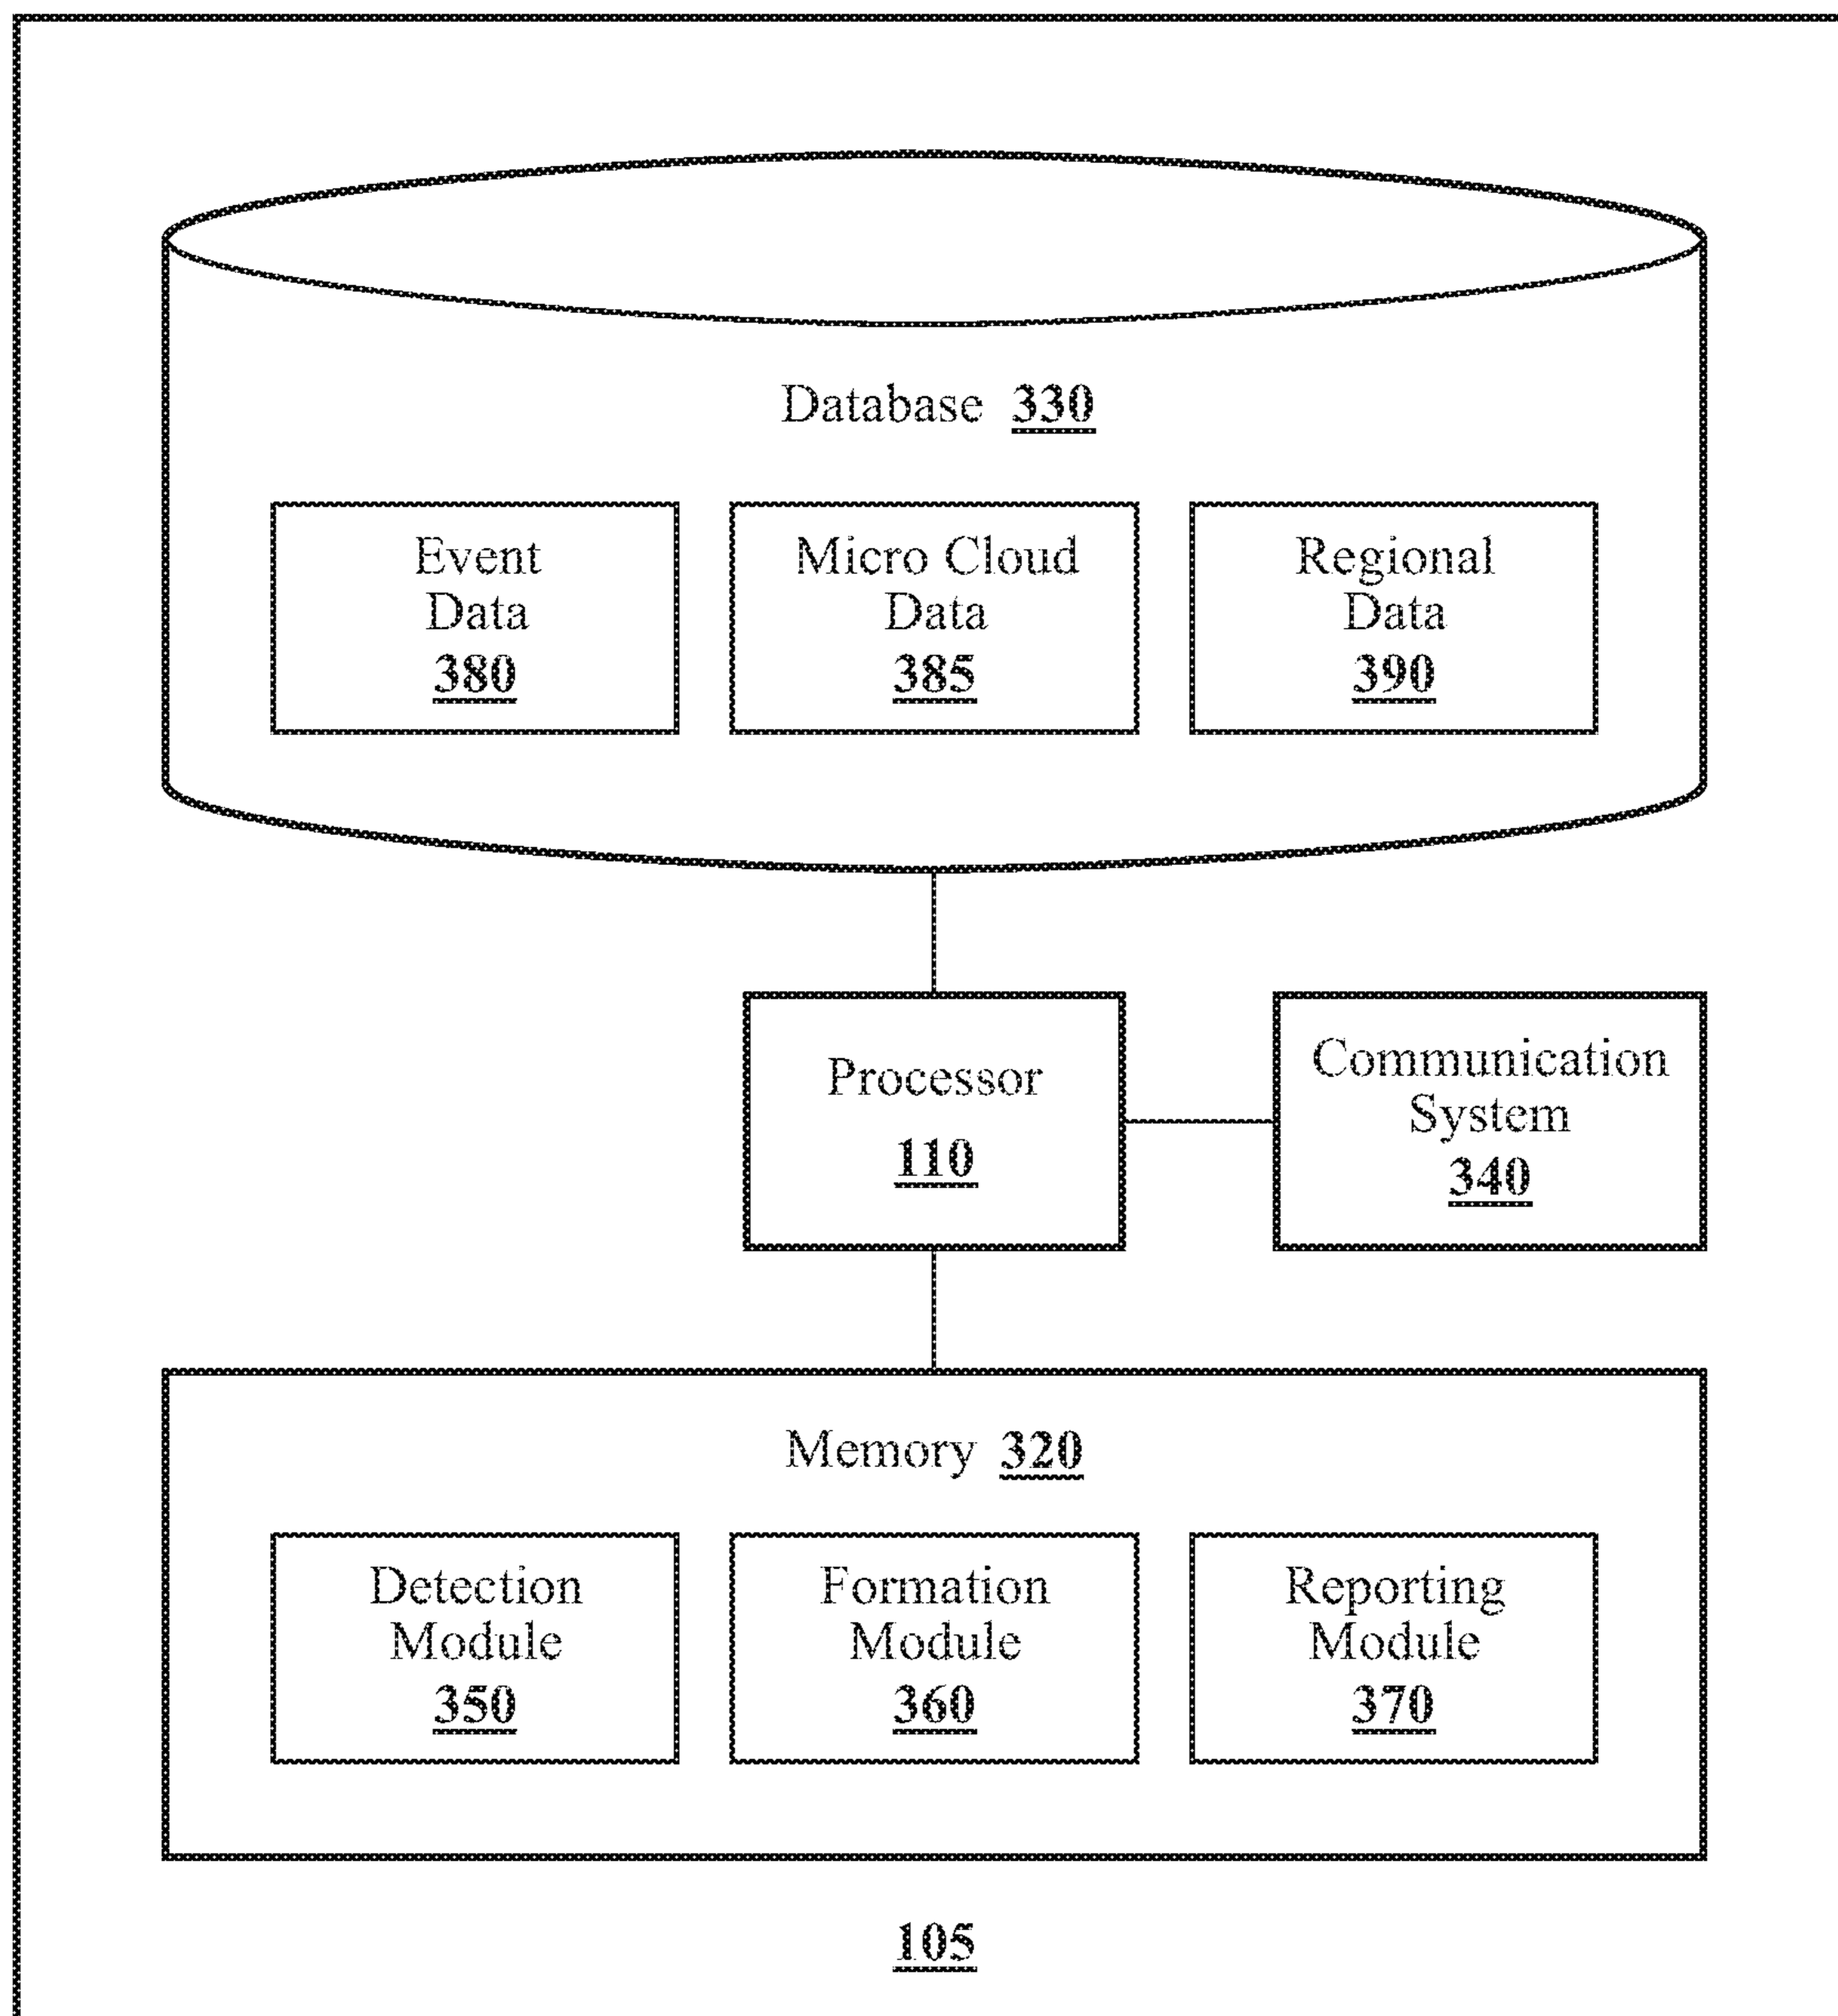 Database 330
Event
Data
380
Micro Cloud
Data
385
Regional
Data
390
Processor
110
Communication
System
340
Memory 320
Detection
Module
350
Formation
Module
360
Reporting
Module
370
105